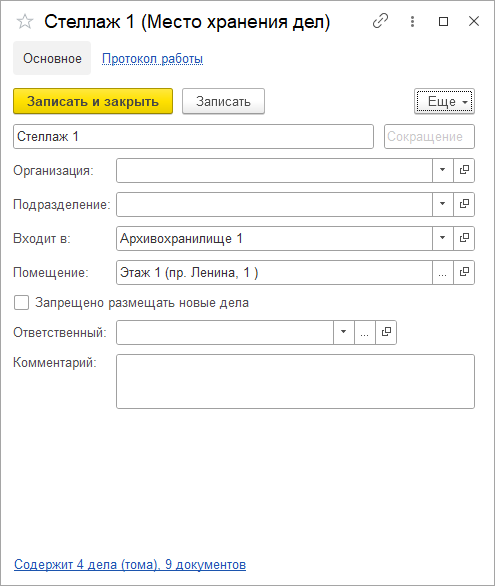 Стеллаж 1 (Место хранения дел)
Основное Протокол работы
Записать и закрыть Записать Еще
Стеллаж 1 Сокращение
Организация:
Подразделение:
Входит в: Архивохранилище 1
Помещение: Этаж 1 (пр. Ленина, 1 ) ...
Запрещено размещать новые дела
Ответственный: ...
Комментарий:
Содержит 4 дела (тома), 9 документов